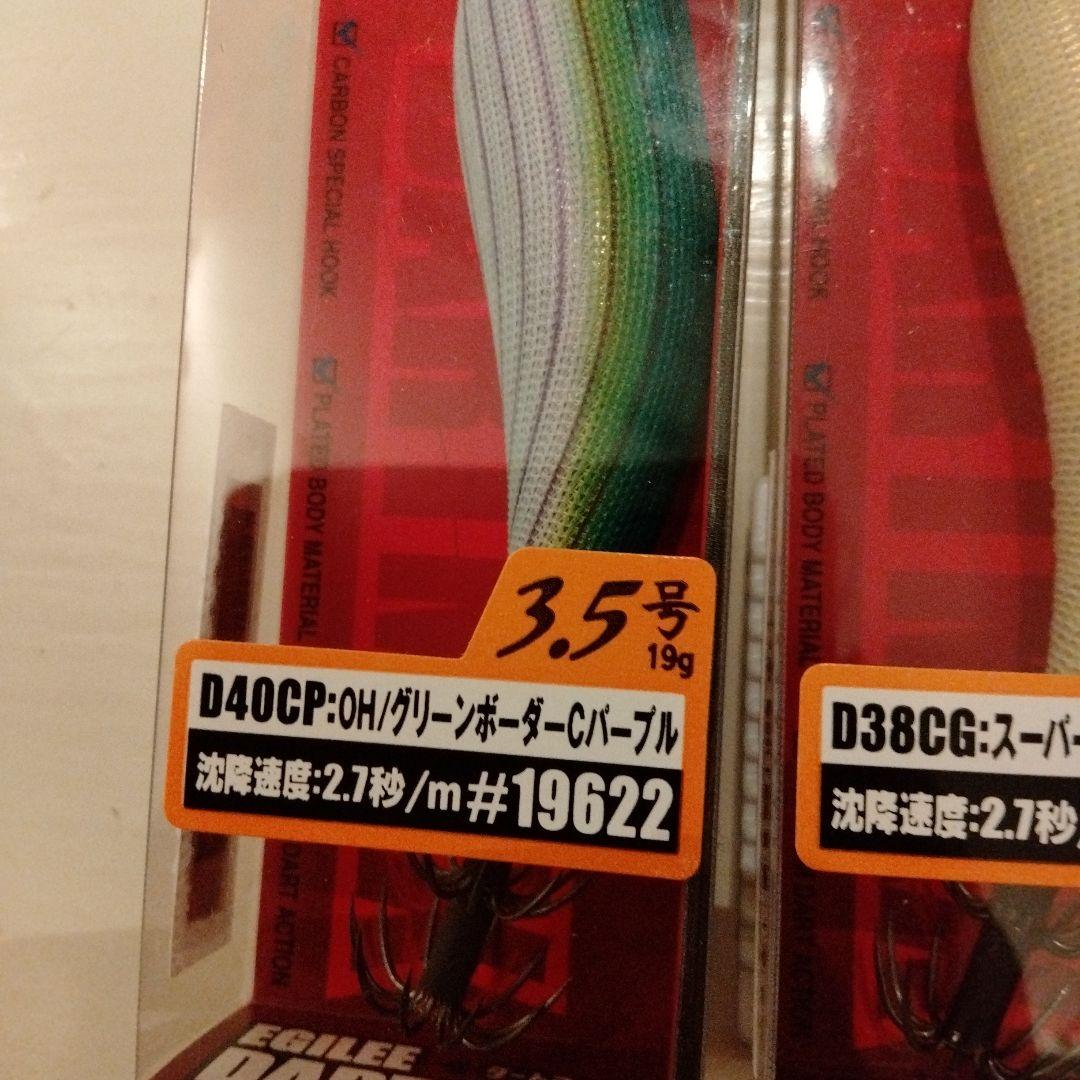 CARBON SPECIAL HOOK
PLATED BODY MATERIAL
DART ACTION
3.5号
19g
D40CP:OH/グリーンボーダーCパープル
沈降速度:2.7秒/m #19622
EGILEE
HOOK
PLATED BODY MATERIAL
D38CG:スーパー
沈降速度:2.7秒